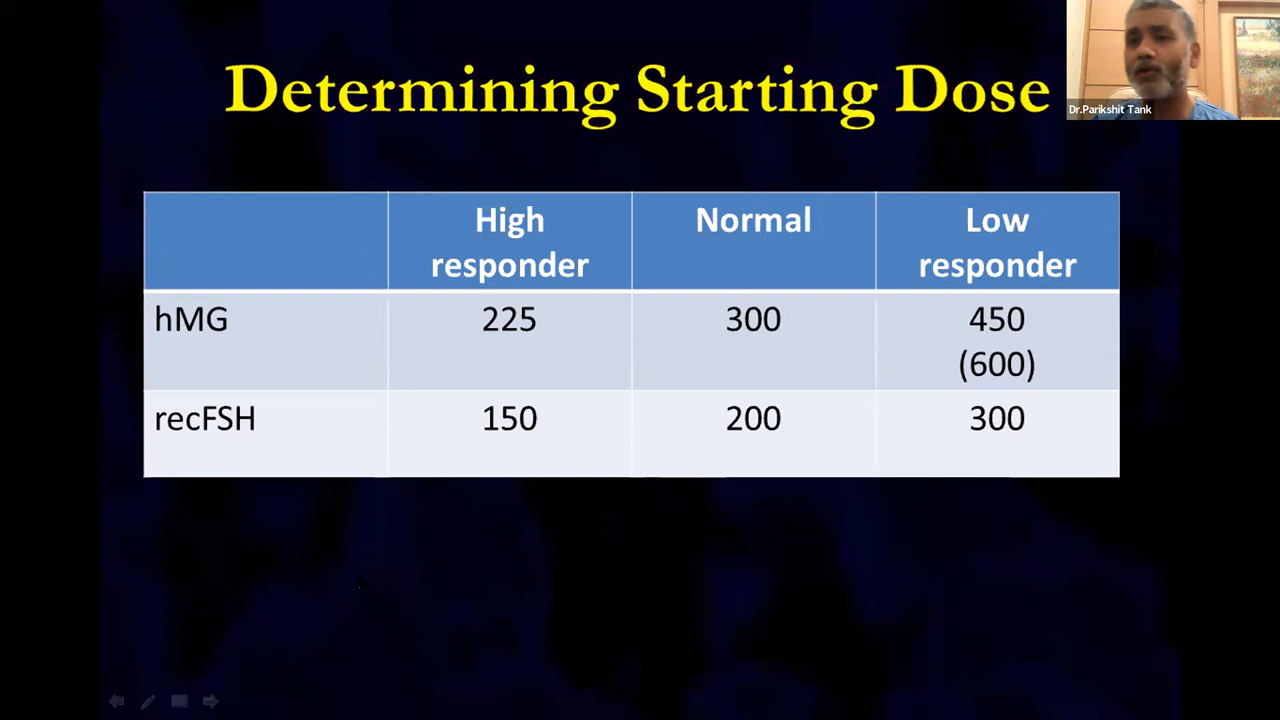 Determining Starting Dose
Dr.Parikshit Tank
High responder Normal Low responder
hMG 225 300 450 (600)
recFSH 150 200 300